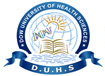 DOW UNIVERSITY OF HEALTH SCIENCES
D.U.H.S